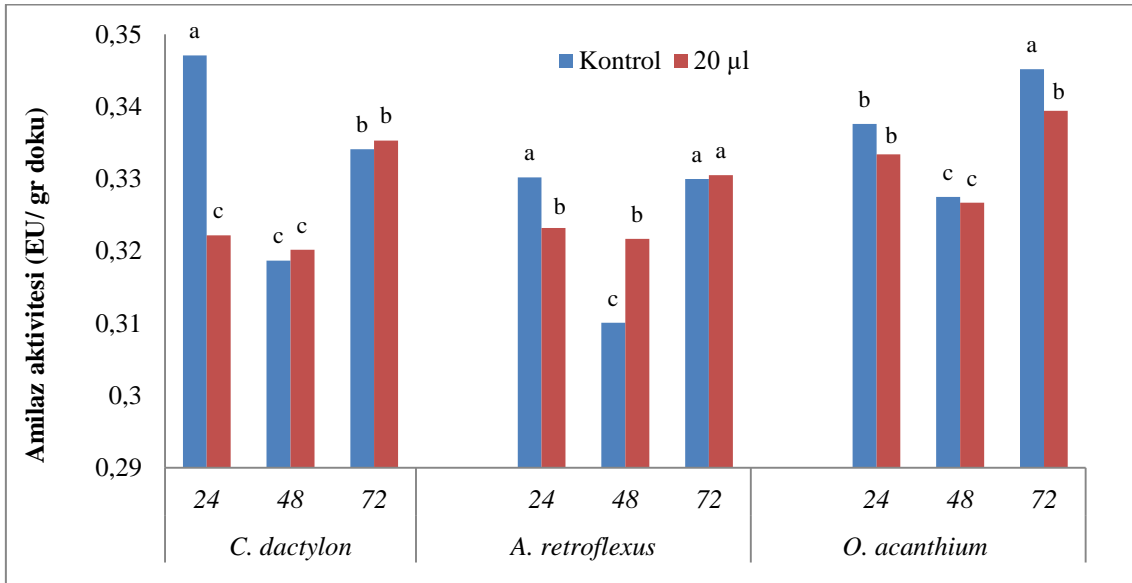 Amilaz aktivitesi (EU/ gr doku)
0,35
0,34
0,33
0,32
0,31
0,3
0,29
Kontrol 20 µl
a c c c b b
a b c b a a
b b c c a b
24 48 72 24 48 72 24 48 72
C. dactylon A. retroflexus O. acanthium